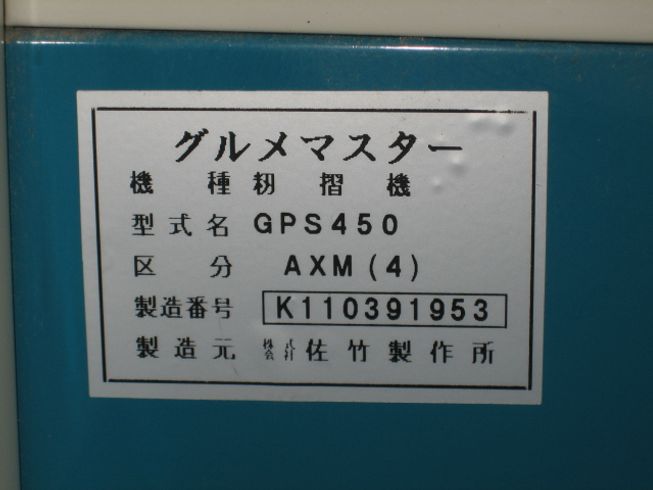 グルメマスター
機種 籾摺機
型式名 GPS450
区分 AXM(4)
製造番号 K110391953
製造元 株式会社 佐竹製作所